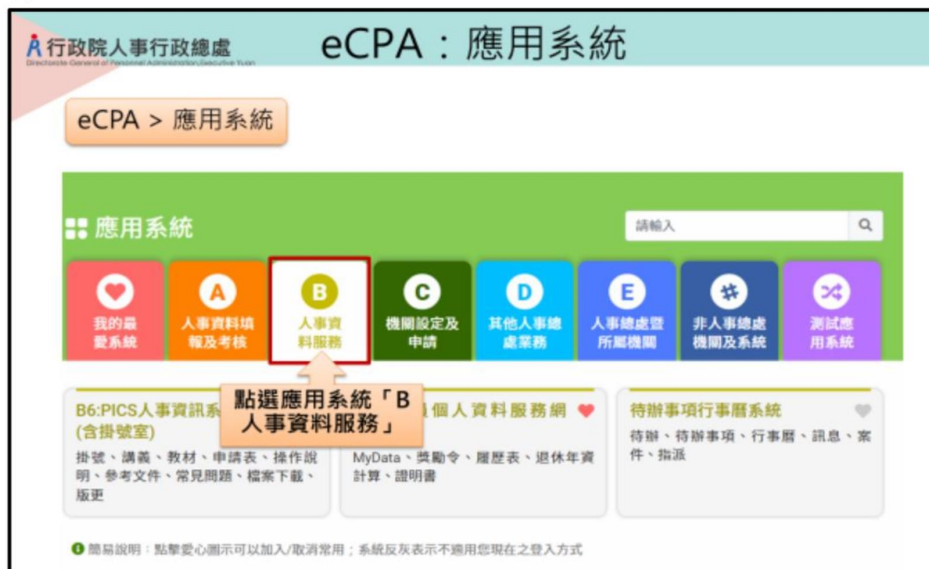 行政院人事行政總處
Directorate General of Personnel Administration, Executive Yuan
eCPA：應用系統
eCPA > 應用系統
應用系統
請輸入
我的最
愛系統
A
人事資料填
報及考核
B
人事資
料服務
C
機關設定及
申請
D
其他人事總
處業務
E
人事總處暨
所屬機關
#
非人事總處
機關及系統
測試應
用系統
點選應用系統「B
人事資料服務」
B6:PICS人事資訊系
(含掛號室)
掛號、講義、教材、申請表、操作說
明、參考文件、常見問題、檔案下載、
版更
個人資料服務網
MyData、獎勵令、履歷表、退休年資
計算、證明書
待辦事項行事曆系統
待辦、待辦事項、行事曆、訊息、案
件、指派
簡易說明：點擊愛心圖示可以加入/取消常用；系統反灰表示不適用您現在之登入方式